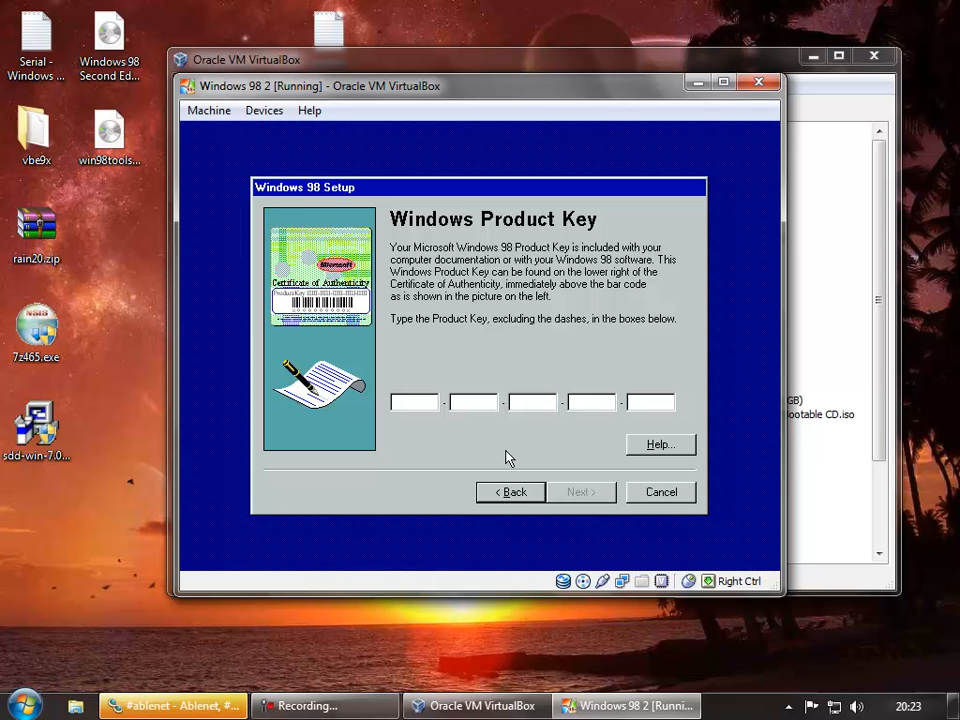 Serial -
Windows ...
Windows 98
Second Ed...
vbe9x
win98tools...
rain20.zip
NSIS
7z465.exe
sdd-win-7.0...
Oracle VM VirtualBox
Windows 98 2 [Running] - Oracle VM VirtualBox
Machine Devices Help
Windows 98 Setup
Microsoft
Certificate of Authenticity
Windows Product Key
Your Microsoft Windows 98 Product Key is included with your
computer documentation or with your Windows 98 software. This
Windows Product Key can be found on the lower right of the
Certificate of Authenticity, immediately above the bar code
as is shown in the picture on the left.
Type the Product Key, excluding the dashes, in the boxes below.
- - - -
Help...
< Back
Next >
Cancel
GB)
ootable CD.iso
Right Ctrl
#ablenet - Ablenet, #...
Recording...
Oracle VM VirtualBox
Windows 98 2 [Runni...
20:23